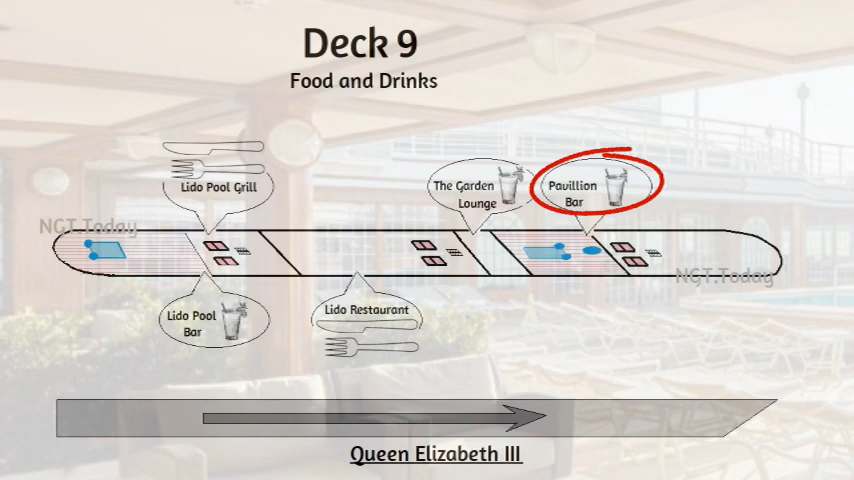 Deck 9
Food and Drinks
Lido Pool Grill
The Garden
Lounge
Pavillion
Bar
NGT.Today
NGT.Today
Lido Pool
Bar
Lido Restaurant
Queen Elizabeth III